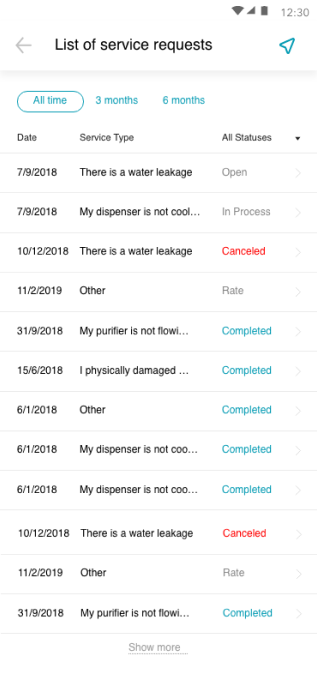 12:30
List of service requests
All time 3 months 6 months
Date Service Type All Statuses
7/9/2018 There is a water leakage Open
7/9/2018 My dispenser is not cool... In Process
10/12/2018 There is a water leakage Canceled
11/2/2019 Other Rate
31/9/2018 My purifier is not flowi... Completed
15/6/2018 I physically damaged ... Completed
6/1/2018 Other Completed
6/1/2018 My dispenser is not coo... Completed
6/1/2018 My dispenser is not coo... Completed
10/12/2018 There is a water leakage Canceled
11/2/2019 Other Rate
31/9/2018 My purifier is not flowi... Completed
Show more